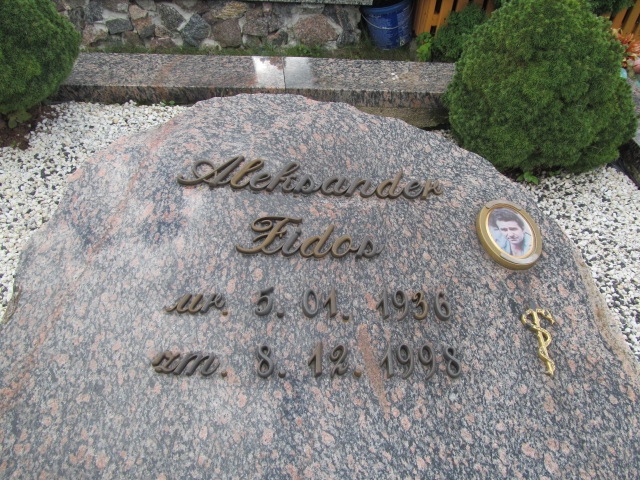 Aleksander
Fidos
ur. 5. 01. 1936
zm. 8. 12. 1998